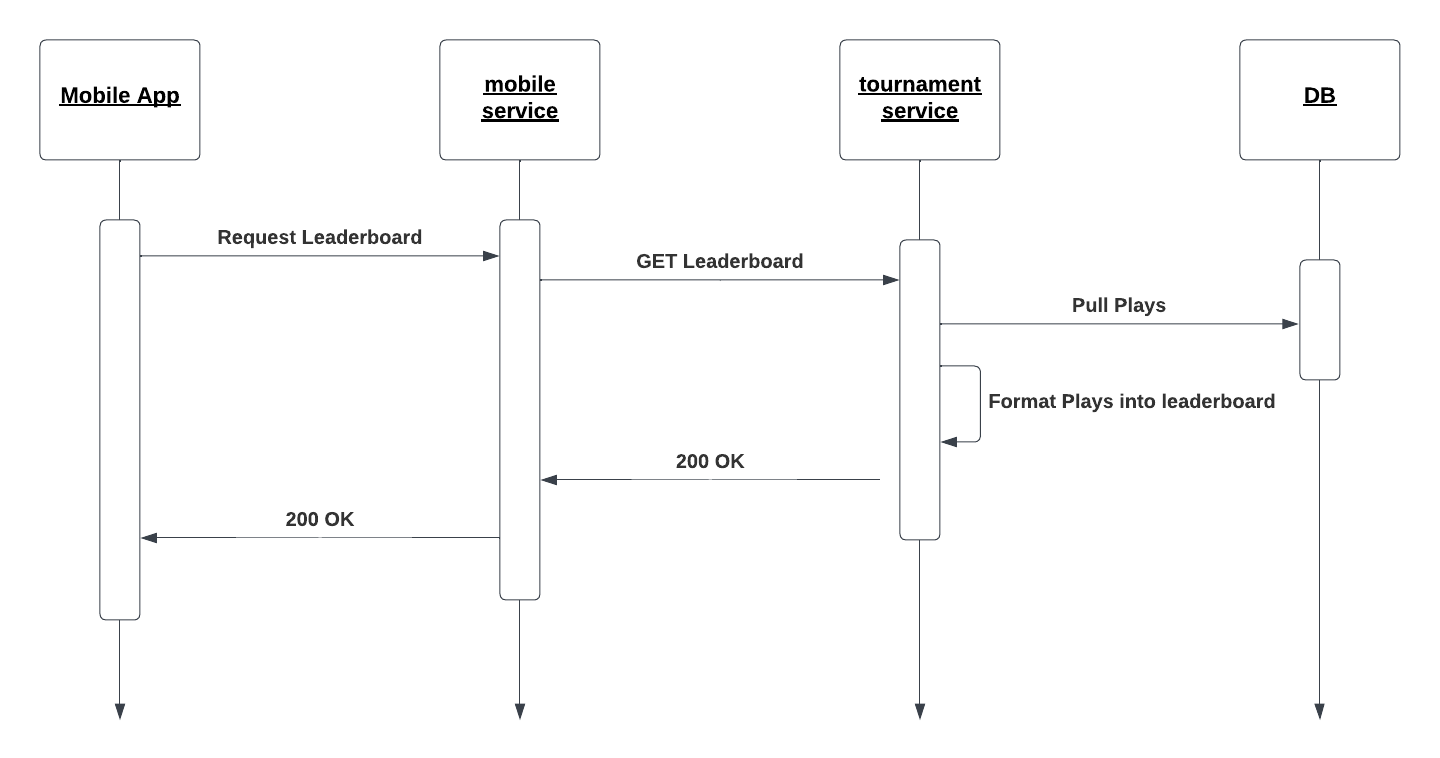 Mobile App
mobile
service
tournament
service
DB
Request Leaderboard
GET Leaderboard
Pull Plays
Format Plays into leaderboard
200 OK
200 OK